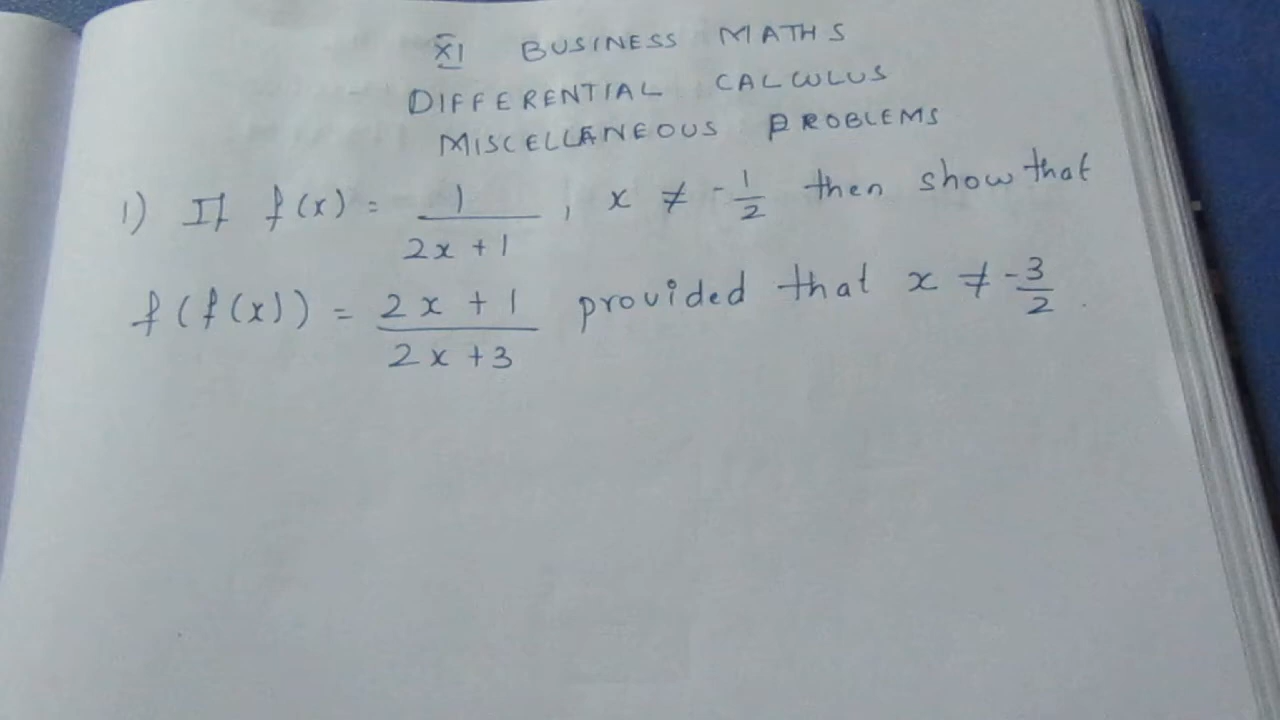 XI BUSINESS MATHS
DIFFERENTIAL CALCULUS
MISCELLANEOUS PROBLEMS
1) If f(x) = 1/(2x+1), x ≠ -1/2 then show that
f(f(x)) = (2x+1)/(2x+3) provided that x ≠ -3/2.